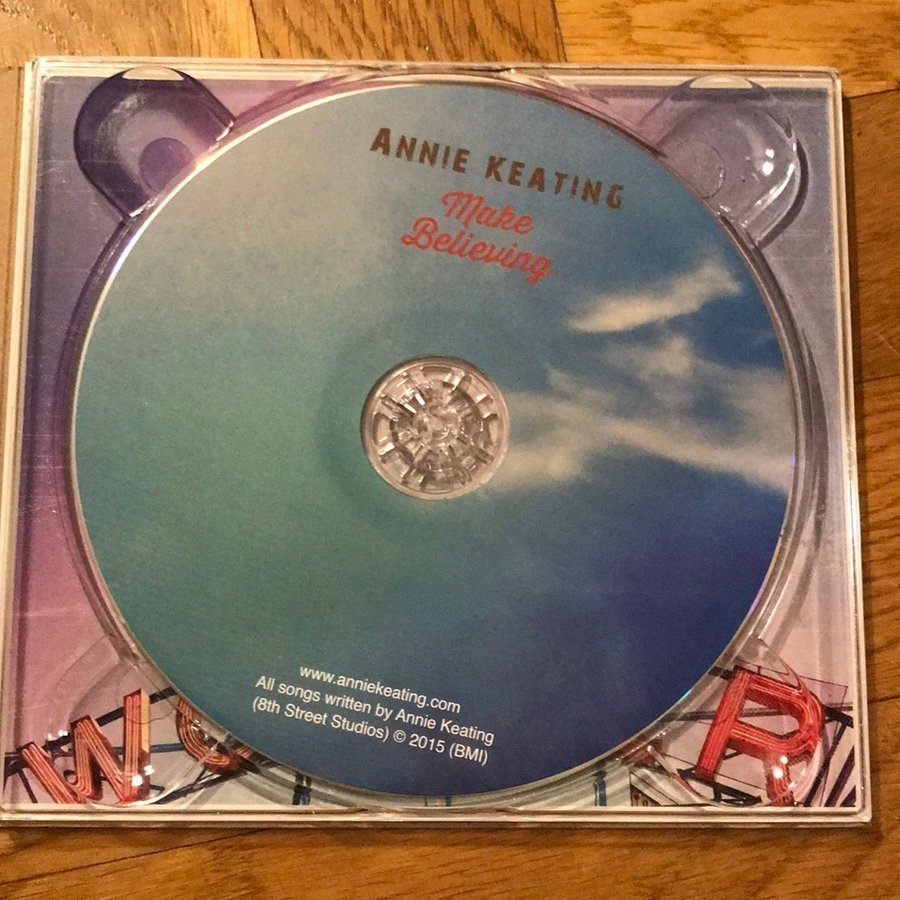 ANNIE KEATING
Make
Believing
www.anniekeating.com
All songs written by Annie Keating
(8th Street Studios) © 2015 (BMI)
W
R